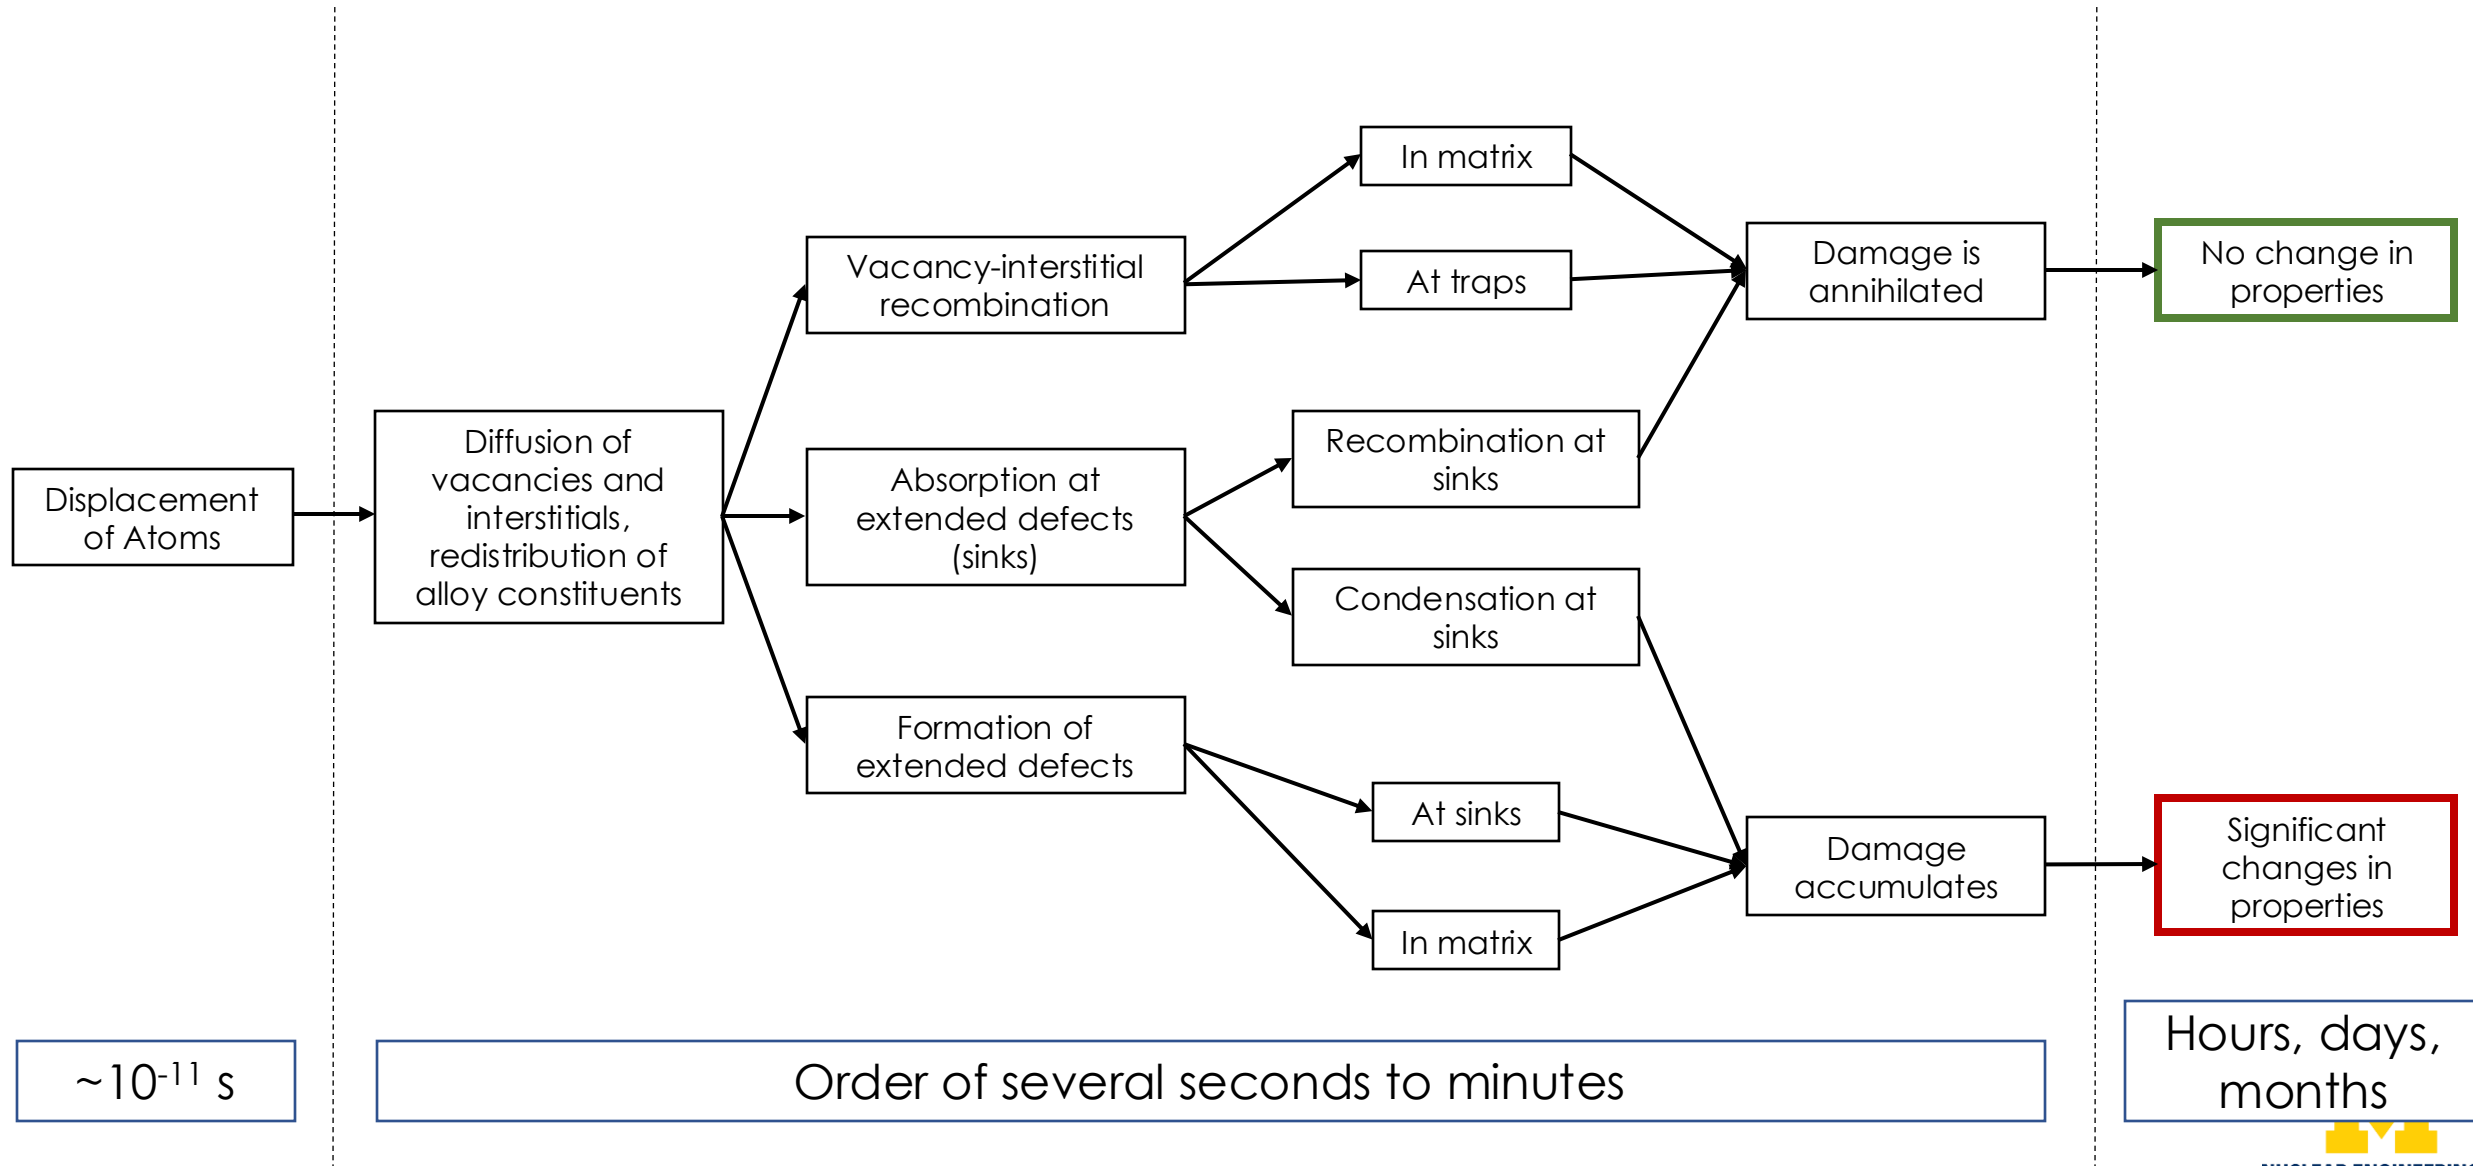 Displacement
of Atoms
Diffusion of
vacancies and
interstitials,
redistribution of
alloy constituents
Vacancy-interstitial
recombination
In matrix
At traps
Absorption at
extended defects
(sinks)
Recombination at
sinks
Condensation at
sinks
Formation of
extended defects
At sinks
In matrix
Damage is
annihilated
Damage
accumulates
No change in
properties
Significant
changes in
properties
~10⁻¹¹ s
Order of several seconds to minutes
Hours, days,
months
NUCLEAR ENGINEERING